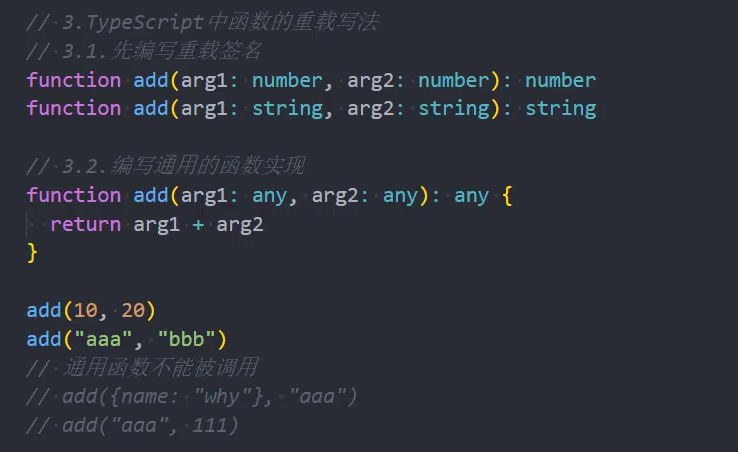 // 3.TypeScript中函数的重载写法
// 3.1.先编写重载签名
function add(arg1: number, arg2: number): number
function add(arg1: string, arg2: string): string
// 3.2.编写通用的函数实现
function add(arg1: any, arg2: any): any {
return arg1 + arg2
}
add(10, 20)
add("aaa", "bbb")
// 通用函数不能被调用
// add({name: "why"}, "aaa")
// add("aaa", 111)